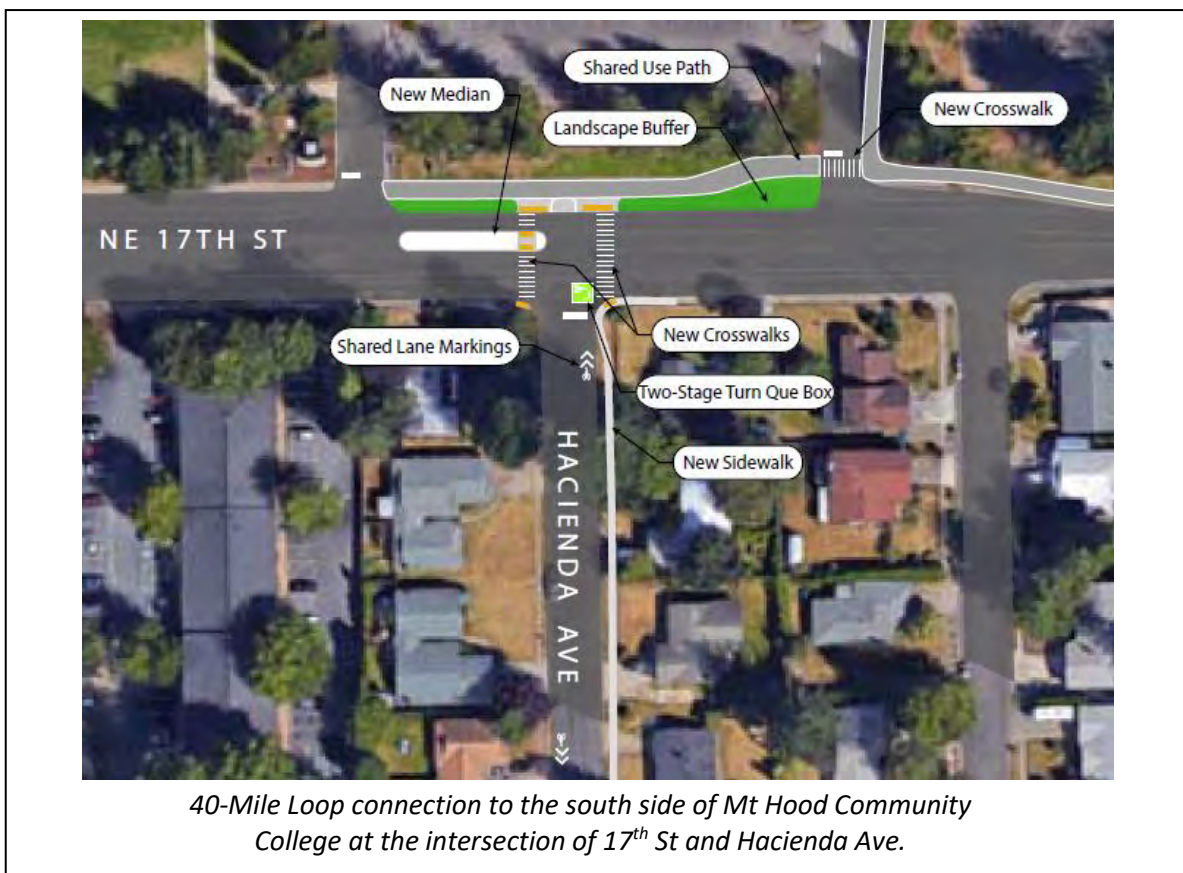 Shared Use Path
New Median
New Crosswalk
Landscape Buffer
NE 17TH ST
New Crosswalks
Shared Lane Markings
Two-Stage Turn Que Box
New Sidewalk
HACIENDA AVE
40-Mile Loop connection to the south side of Mt Hood Community
College at the intersection of 17th St and Hacienda Ave.